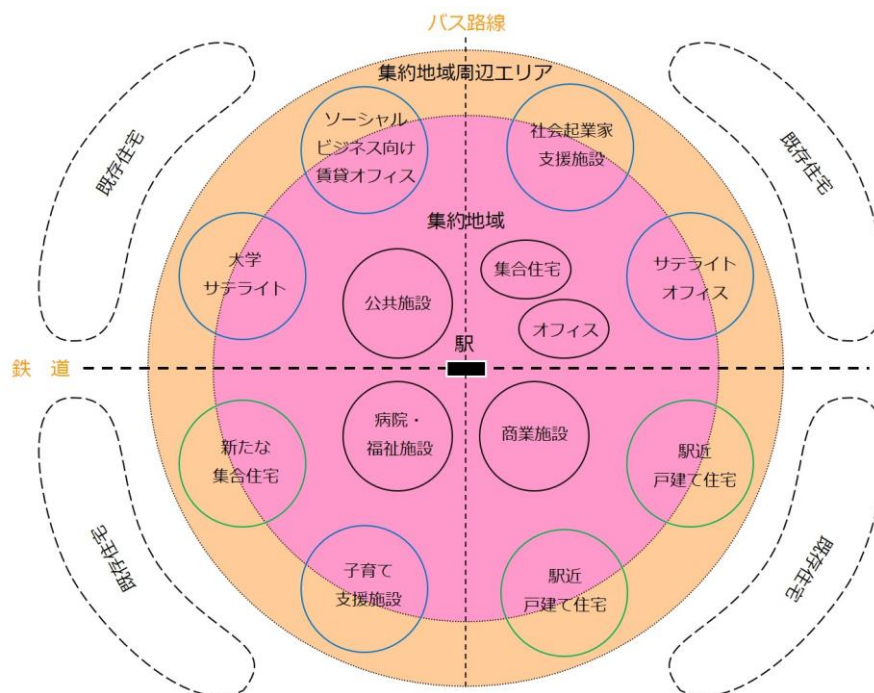 バス路線
集約地域周辺エリア
既存住宅
ソーシャル
ビジネス向け
賃貸オフィス
社会起業家
支援施設
既存住宅
集約地域
大学
サテライト
公共施設
集合住宅
サテライト
オフィス
オフィス
駅
鉄 道
病院・
福祉施設
商業施設
新たな
集合住宅
駅近
戸建て住宅
既存住宅
子育て
支援施設
駅近
戸建て住宅
既存住宅